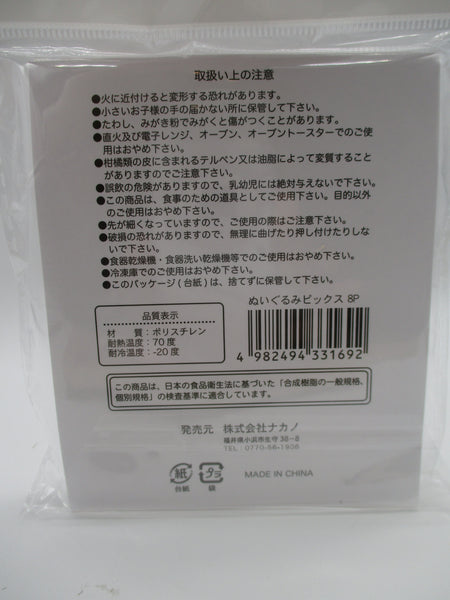 取扱い上の注意
●火に近付けると変形する恐れがあります。
●小さいお子様の手の届かない所に保管して下さい。
●たわし、みがき粉でみがくと傷がつくことがあります。
●直火及び電子レンジ、オーブン、オーブントースターでのご使
用はおやめ下さい。
●柑橘類の皮に含まれるテルペン又は油脂によって変質すること
がありますのでご注意下さい。
●誤飲の危険がありますので、乳幼児には絶対与えないで下さい。
●この商品は、食事のための道具としてご使用下さい。目的以外
のご使用はおやめ下さい。
●先が細くなっていますので、ご使用の際はご注意下さい。
●破損の恐れがありますので、無理に曲げたり押し付けたりしな
いで下さい。
●食器乾燥機・食器洗い乾燥機等でのご使用はおやめ下さい。
●冷凍庫でのご使用はおやめ下さい。
●このパッケージ(台紙)は、捨てずに保管して下さい。
ぬいぐるみピックス 8P
品質表示
材 質：ポリスチレン
耐熱温度：70度
耐冷温度：-20度
4 982494 331692
この商品は、日本の食品衛生法に基づいた「合成樹脂の一般規格、
個別規格」の検査基準に適合しています。
発売元 株式会社ナカノ
福井県小浜市生守36-8
TEL：0770-56-1906
紙
台紙
プラ
袋
MADE IN CHINA